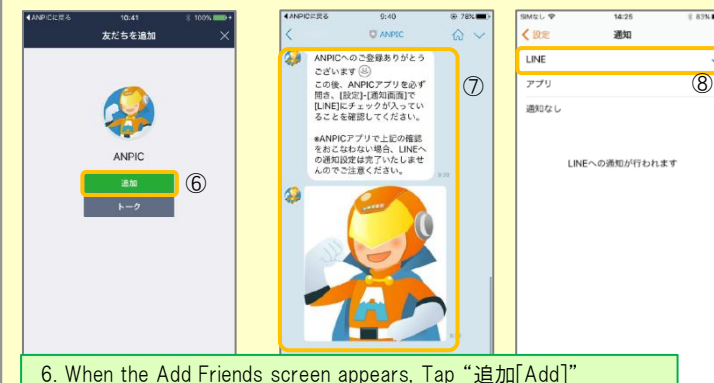 ◀ANPICに戻る 10:41 100%
友だちを追加 ×
ANPIC
追加 ⑥
トーク
◀ANPICに戻る 9:40 78%
ANPIC
ANPICへのご登録ありがとう
ございます
この後、ANPICアプリを必ず
開き、[設定]-[通知画面]で
[LINE]にチェックが入ってい
ることを確認してください。
※ANPICアプリで上記の確認
をおこなわない場合、LINEへ
の通知設定は完了いたしませ
んのでご注意ください。
⑦
SIMなし 14:25 83%
設定 通知
LINE
アプリ ⑧
通知なし
LINEへの通知が行われます
6. When the Add Friends screen appears, Tap “追加[Add]”